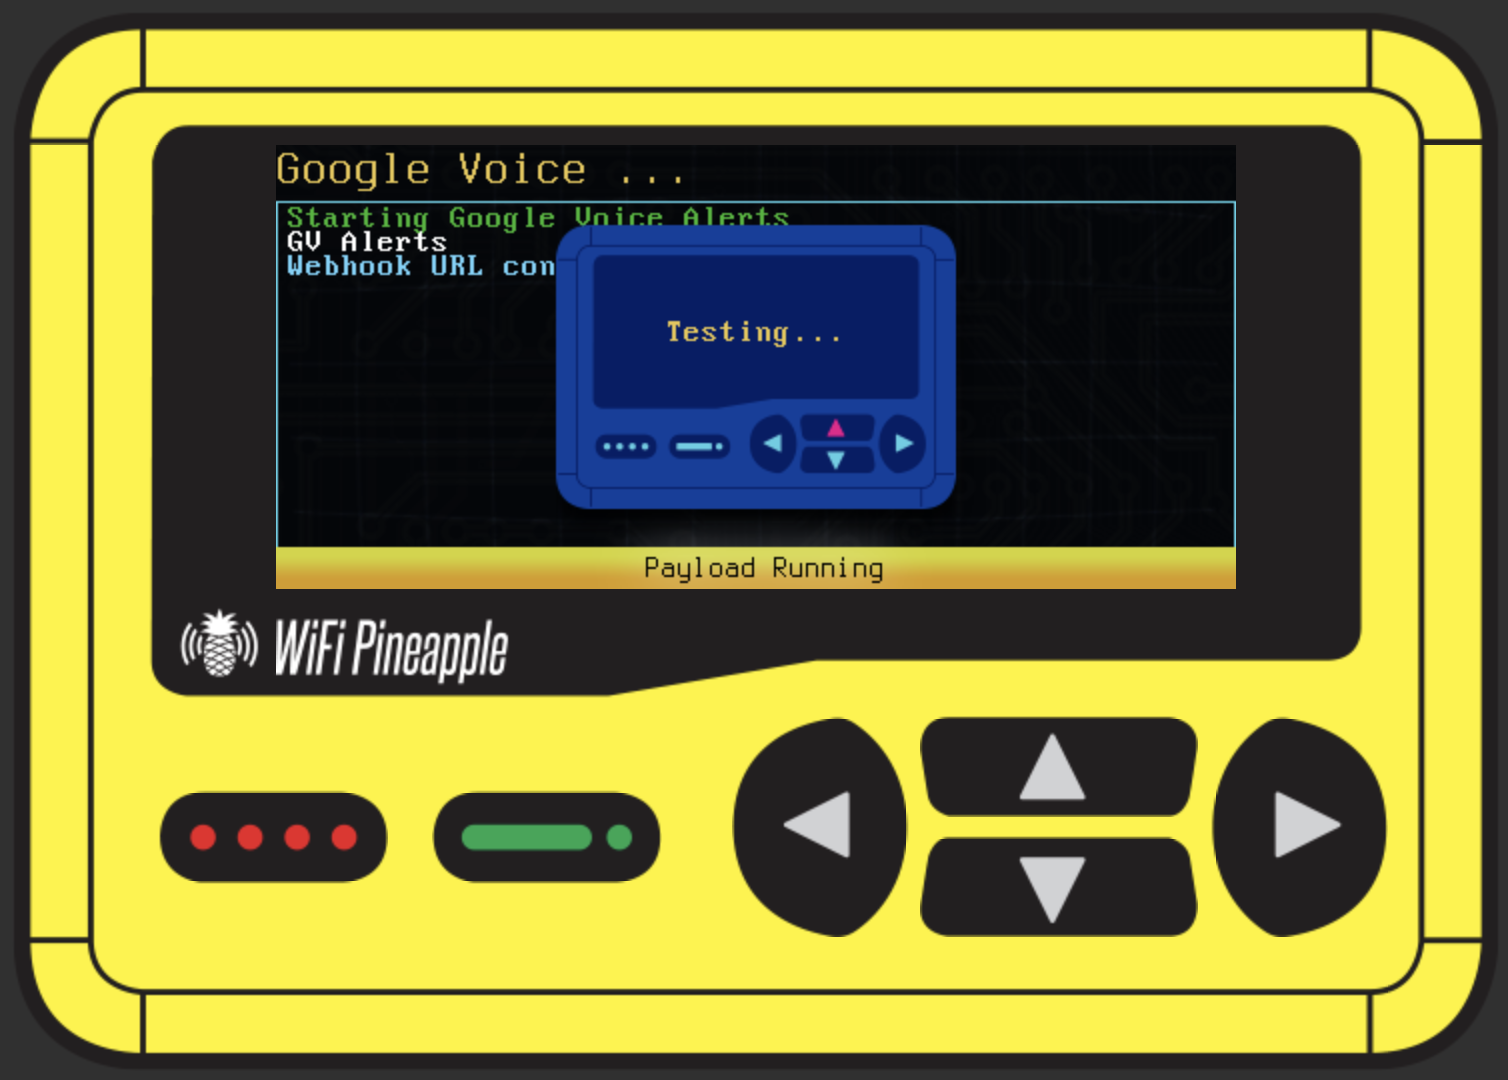 Google Voice ...
Starting Google Voice Alerts
GV Alerts
Webhook URL con
Testing...
Payload Running
WiFi Pineapple